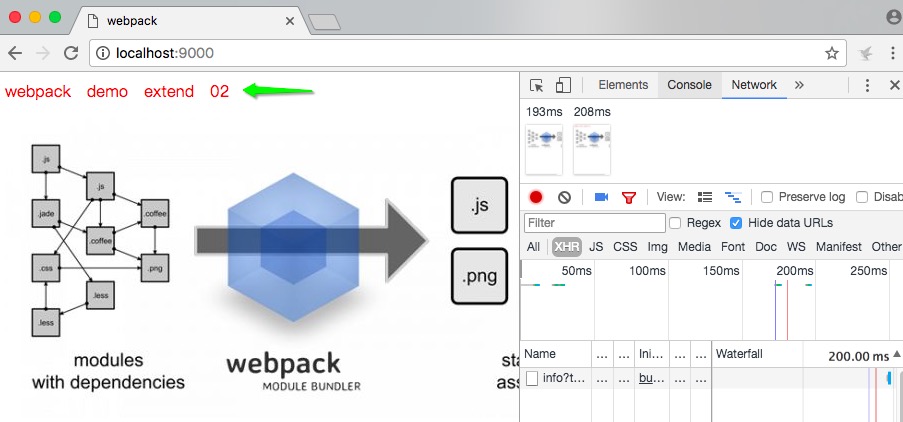 webpack
localhost:9000
webpack demo extend 02
.js
.js
.jade
.coffee
.coffee
.css
.png
.less
.less
modules
with dependencies
webpack
MODULE BUNDLER
.js
.png
sta
ass
Elements Console Network »
193ms 208ms
View: Preserve log Disab
Filter Regex Hide data URLs
All XHR JS CSS Img Media Font Doc WS Manifest Other
50ms 100ms 150ms 200ms 250ms
Name ... ... Ini... Waterfall 200.00 ms
info?t... ... ... bu...